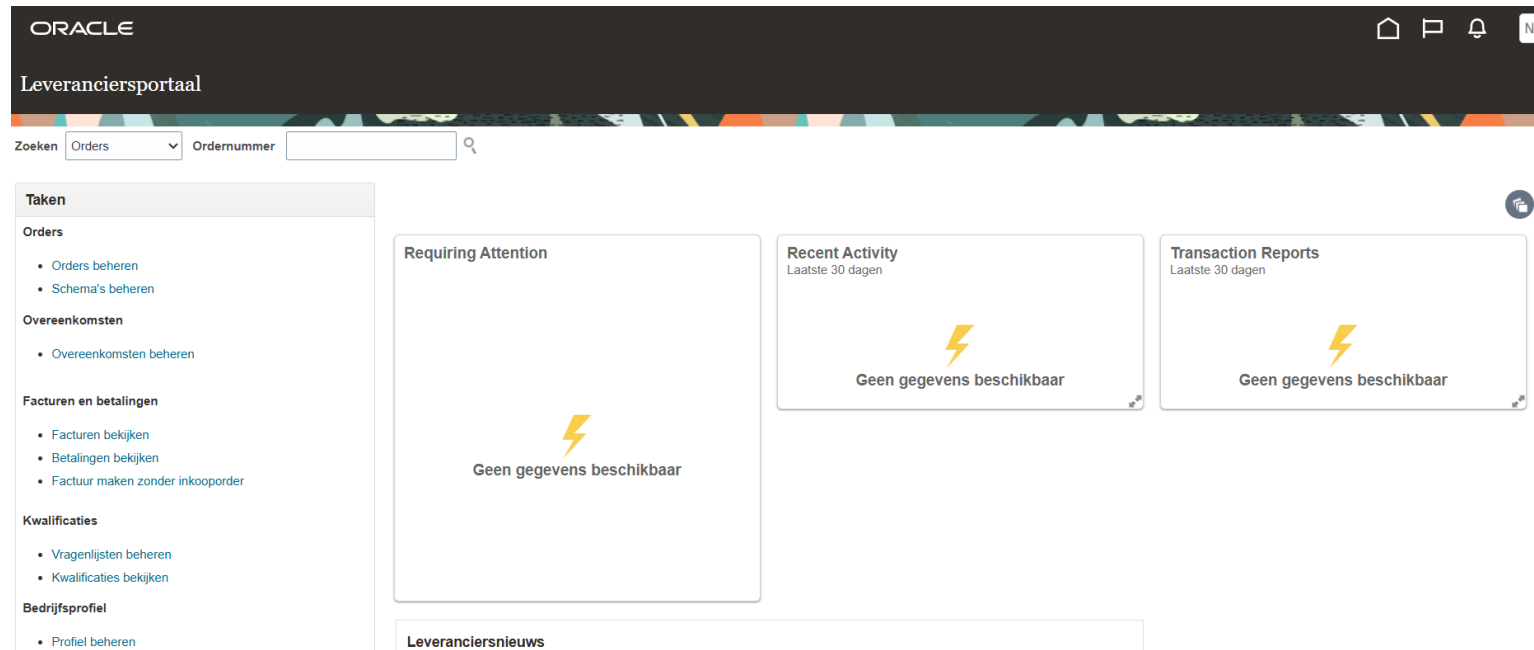 ORACLE
N
Leveranciersportaal
Zoeken Orders Ordernummer
Taken
Orders
Orders beheren
Schema's beheren
Overeenkomsten
Overeenkomsten beheren
Facturen en betalingen
Facturen bekijken
Betalingen bekijken
Factuur maken zonder inkooporder
Kwalificaties
Vragenlijsten beheren
Kwalificaties bekijken
Bedrijfsprofiel
Profiel beheren
Requiring Attention
Geen gegevens beschikbaar
Recent Activity
Laatste 30 dagen
Geen gegevens beschikbaar
Transaction Reports
Laatste 30 dagen
Geen gegevens beschikbaar
Leveranciersnieuws